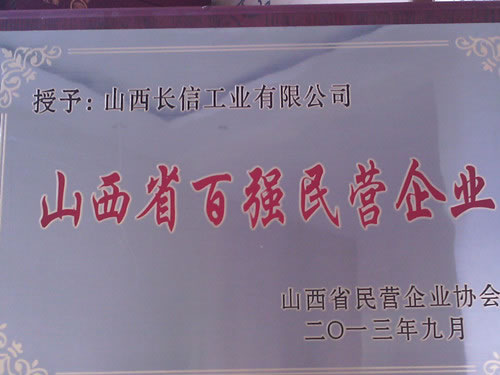 授予：山西长信工业有限公司
山西省百强民营企业
山西省民营企业协会
二〇一三年九月